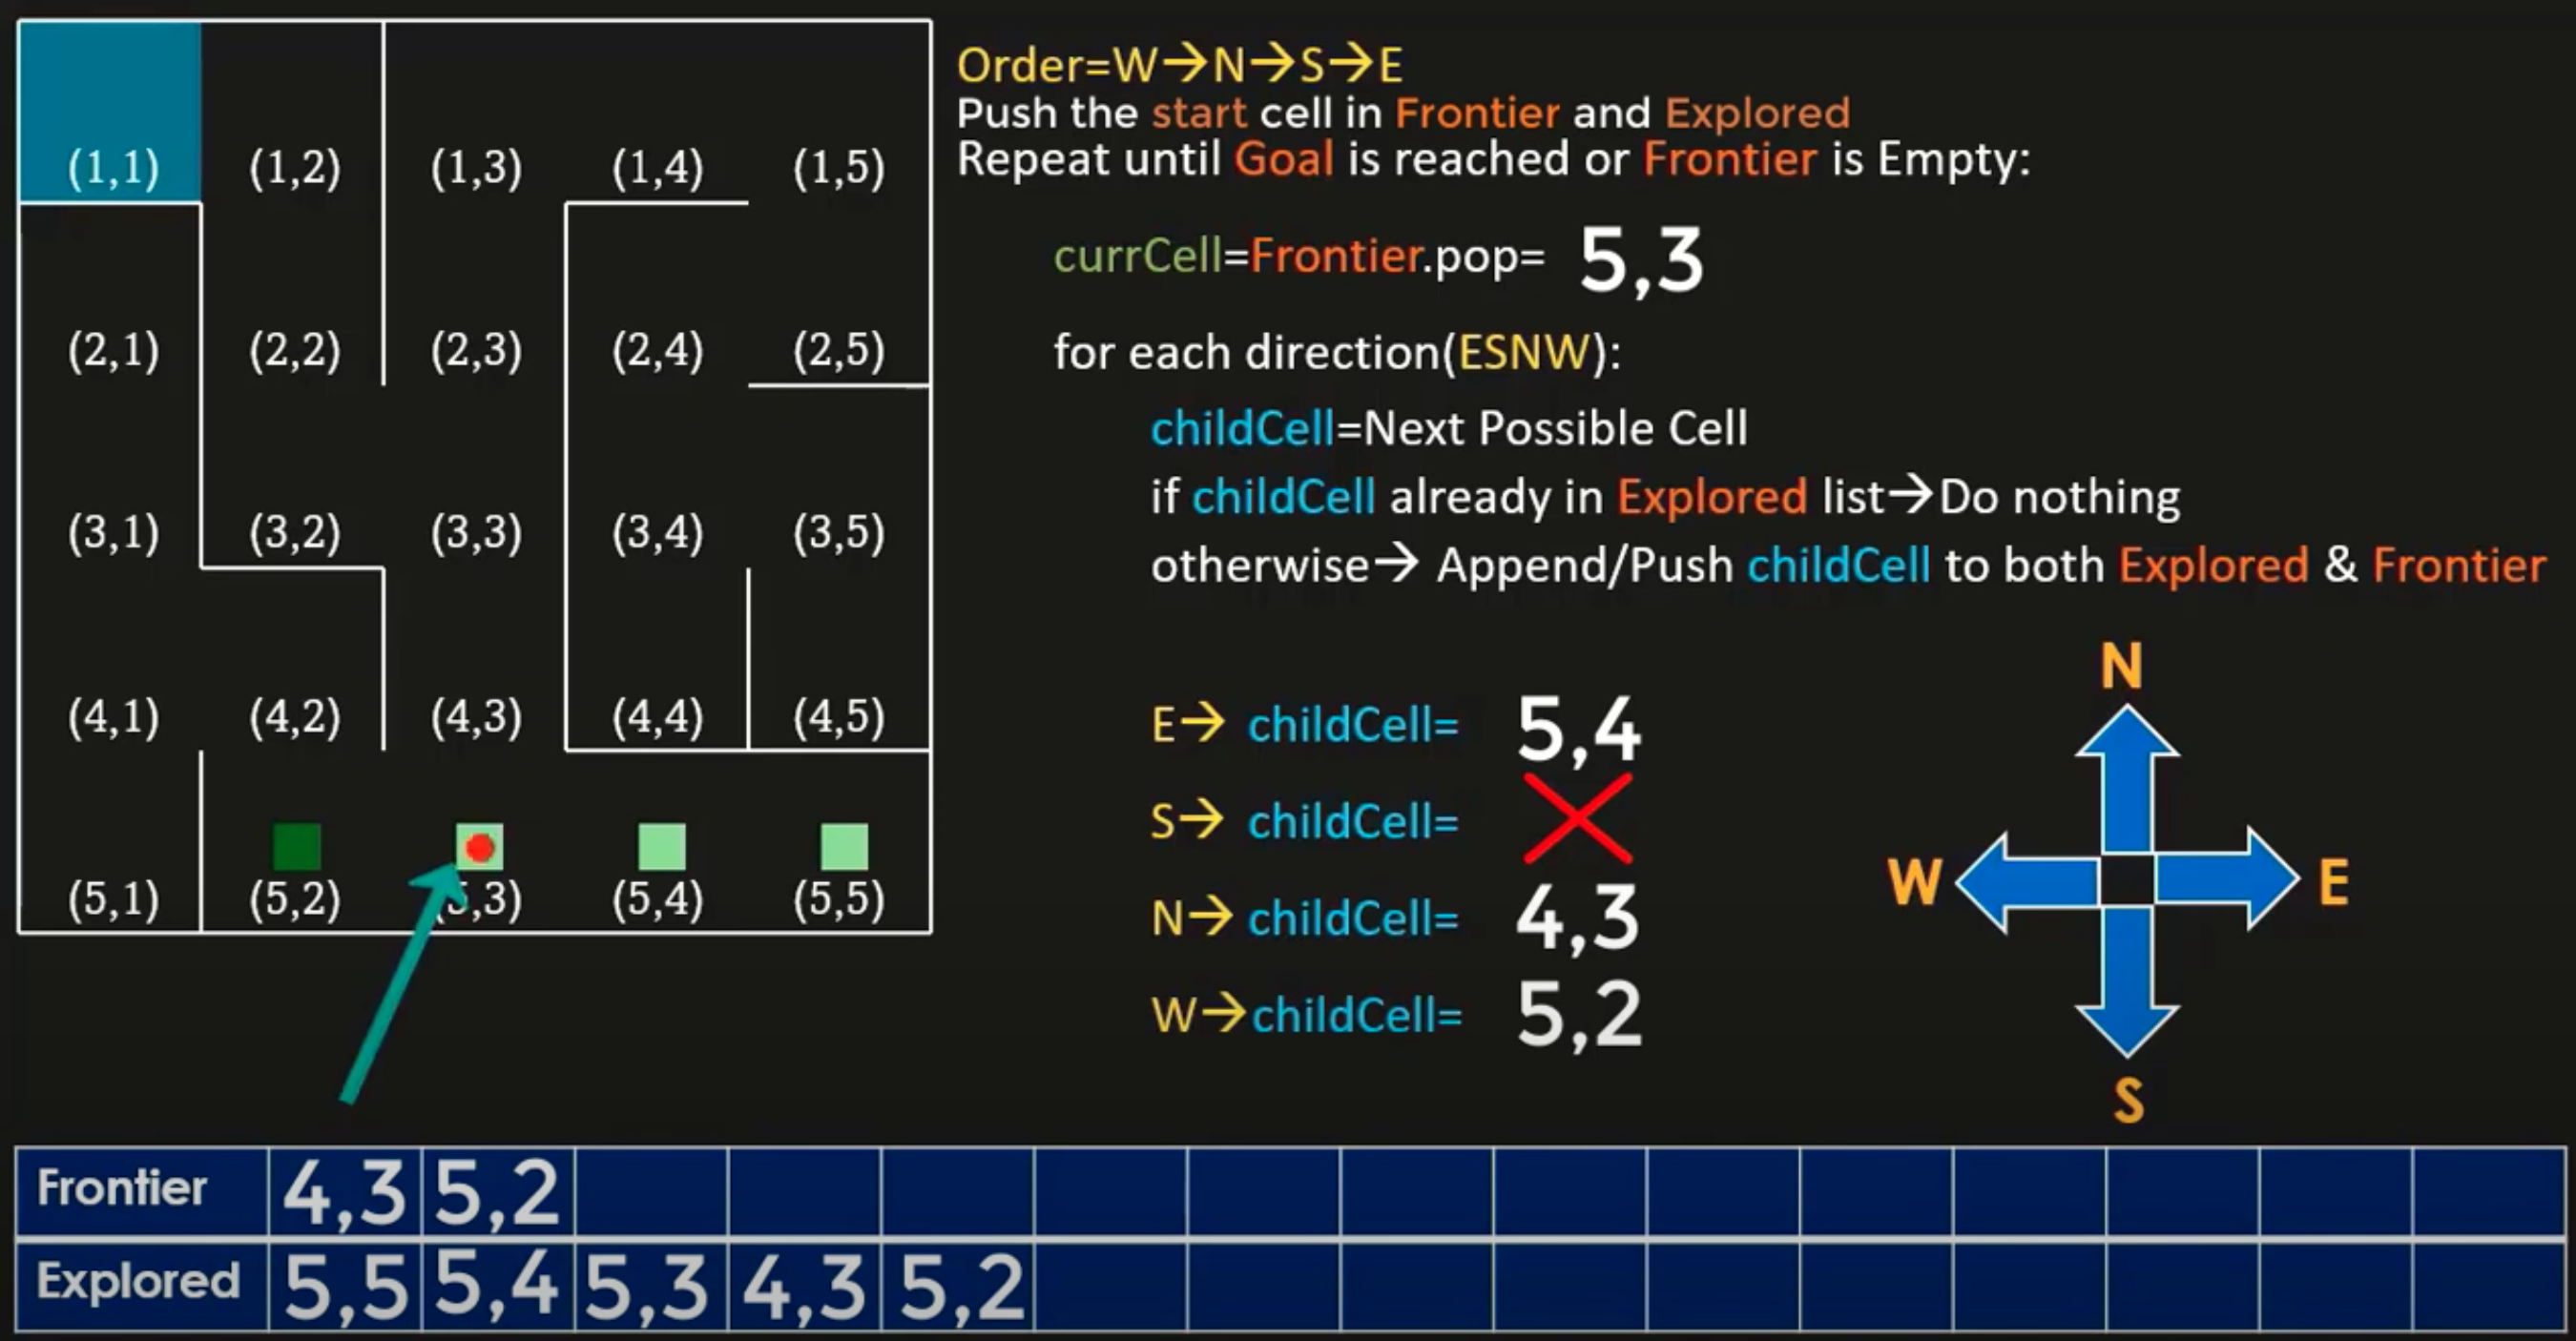 (1,1) (1,2) (1,3) (1,4) (1,5)
(2,1) (2,2) (2,3) (2,4) (2,5)
(3,1) (3,2) (3,3) (3,4) (3,5)
(4,1) (4,2) (4,3) (4,4) (4,5)
(5,1) (5,2) (5,3) (5,4) (5,5)
Order=W→N→S→E
Push the start cell in Frontier and Explored
Repeat until Goal is reached or Frontier is Empty:
currCell=Frontier.pop= 5,3
for each direction(ESNW):
childCell=Next Possible Cell
if childCell already in Explored list→Do nothing
otherwise→ Append/Push childCell to both Explored & Frontier
E→ childCell= 5,4
S→ childCell=
N→ childCell= 4,3
W→childCell= 5,2
N
W E
S
Frontier 4,3 5,2
Explored 5,5 5,4 5,3 4,3 5,2